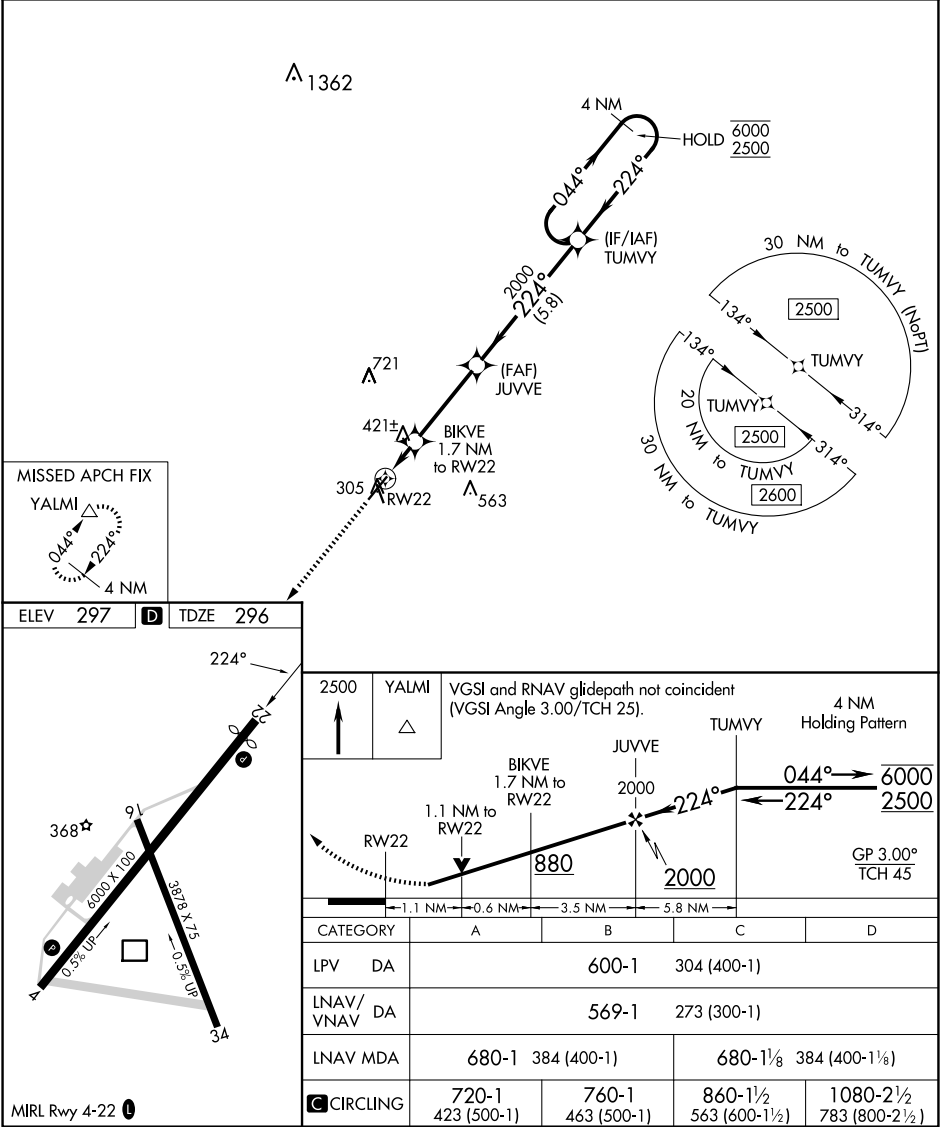 1362
4 NM
HOLD 6000
2500
044°
224°
(IF/IAF)
TUMVY
2000
224°
(5.8)
30 NM to TUMVY (NoPT)
134°
2500
TUMVY
314°
134°
TUMVY
20 NM to TUMVY
2500
314°
2600
30 NM to TUMVY
721
(FAF)
JUVVE
421±
BIKVE
1.7 NM
to RW22
305
RW22
563
MISSED APCH FIX
YALMI
044°
224°
4 NM
ELEV 297 D TDZE 296
224°
22
P
16
368
6000 X 100
3878 X 75
P
0.5% UP
0.5% UP
4
34
MIRL Rwy 4-22 L
2500
YALMI
VGSI and RNAV glidepath not coincident
(VGSI Angle 3.00/TCH 25).
TUMVY
4 NM
Holding Pattern
JUVVE
BIKVE
1.7 NM to
RW22
2000
224°
044° 6000
224° 2500
1.1 NM to
RW22
RW22
880
2000
GP 3.00°
TCH 45
1.1 NM 0.6 NM 3.5 NM 5.8 NM
CATEGORY A B C D
LPV DA 600-1 304 (400-1)
LNAV/
VNAV DA 569-1 273 (300-1)
LNAV MDA 680-1 384 (400-1) 680-1⅛ 384 (400-1⅛)
C CIRCLING 720-1 760-1 860-1½ 1080-2½
423 (500-1) 463 (500-1) 563 (600-1½) 783 (800-2½)